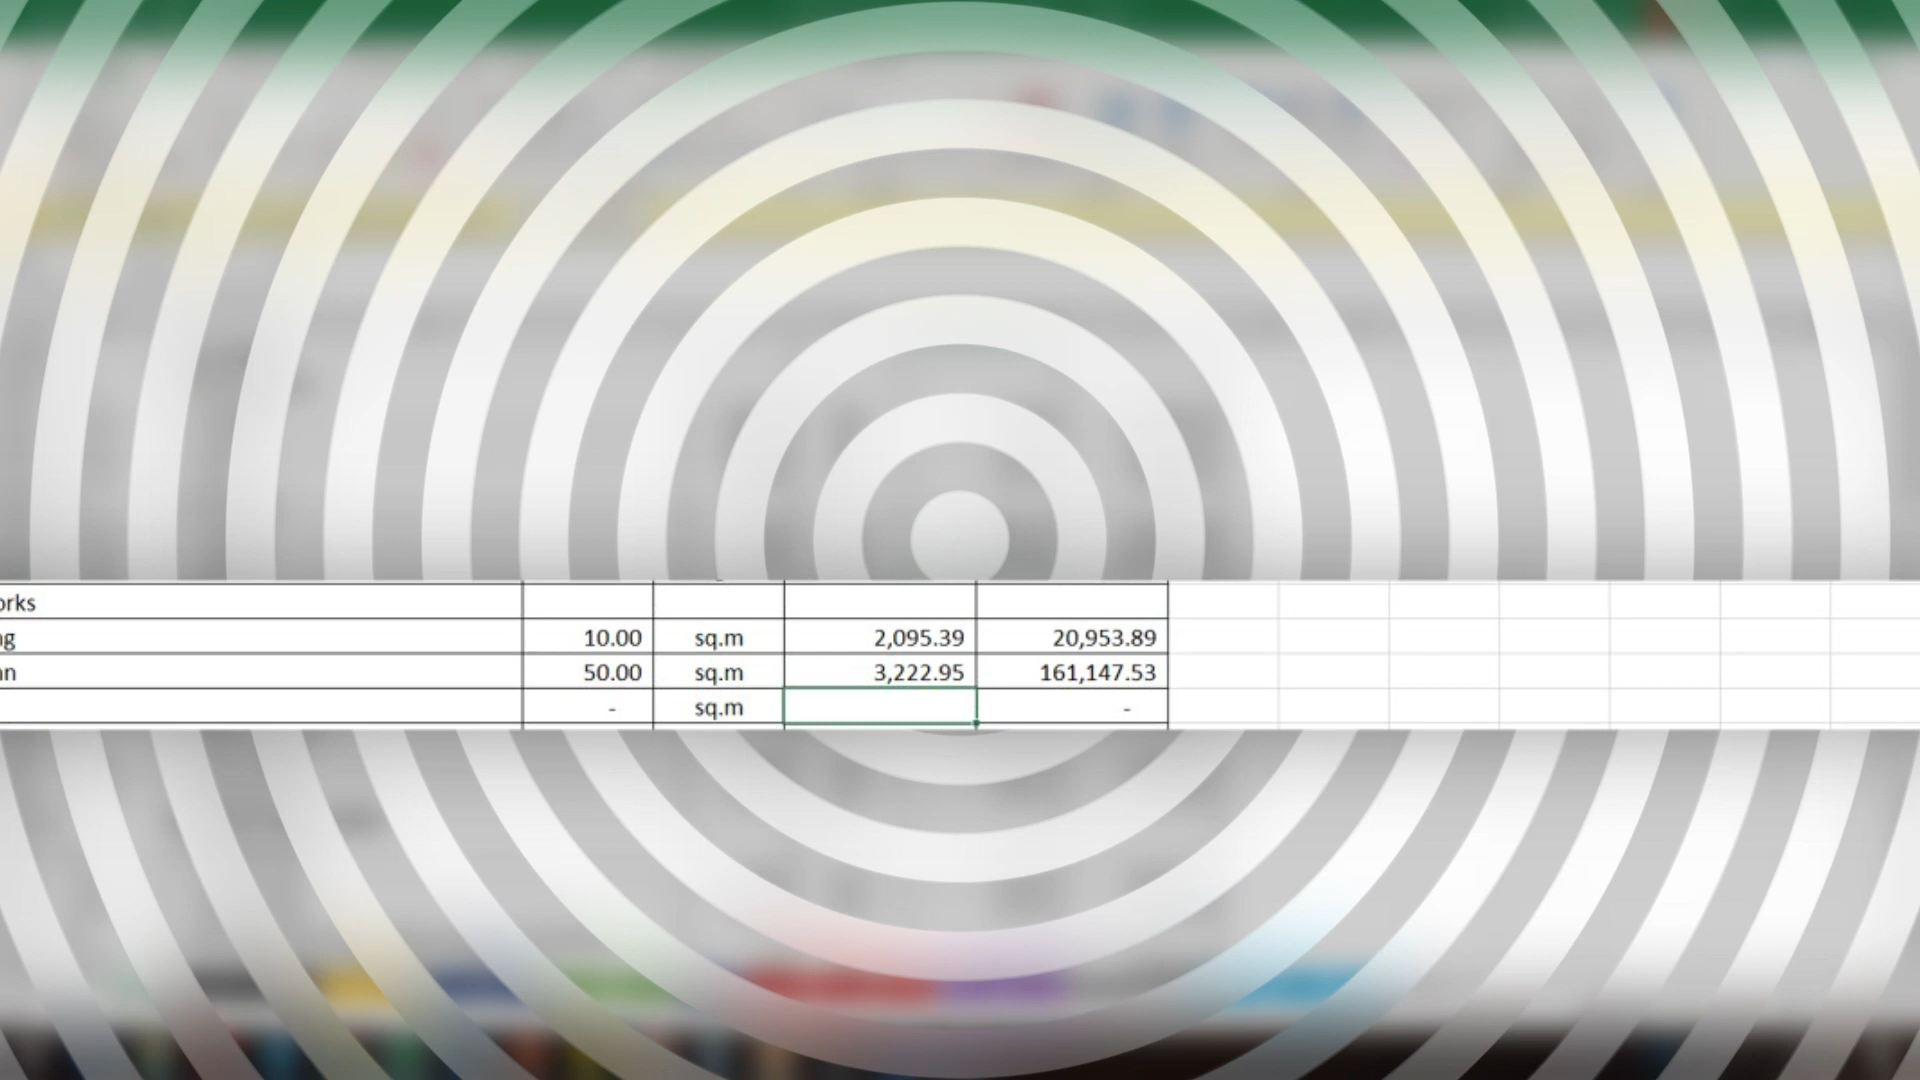 orks
ng 10.00 sq.m 2,095.39 20,953.89
nn 50.00 sq.m 3,222.95 161,147.53
- sq.m -